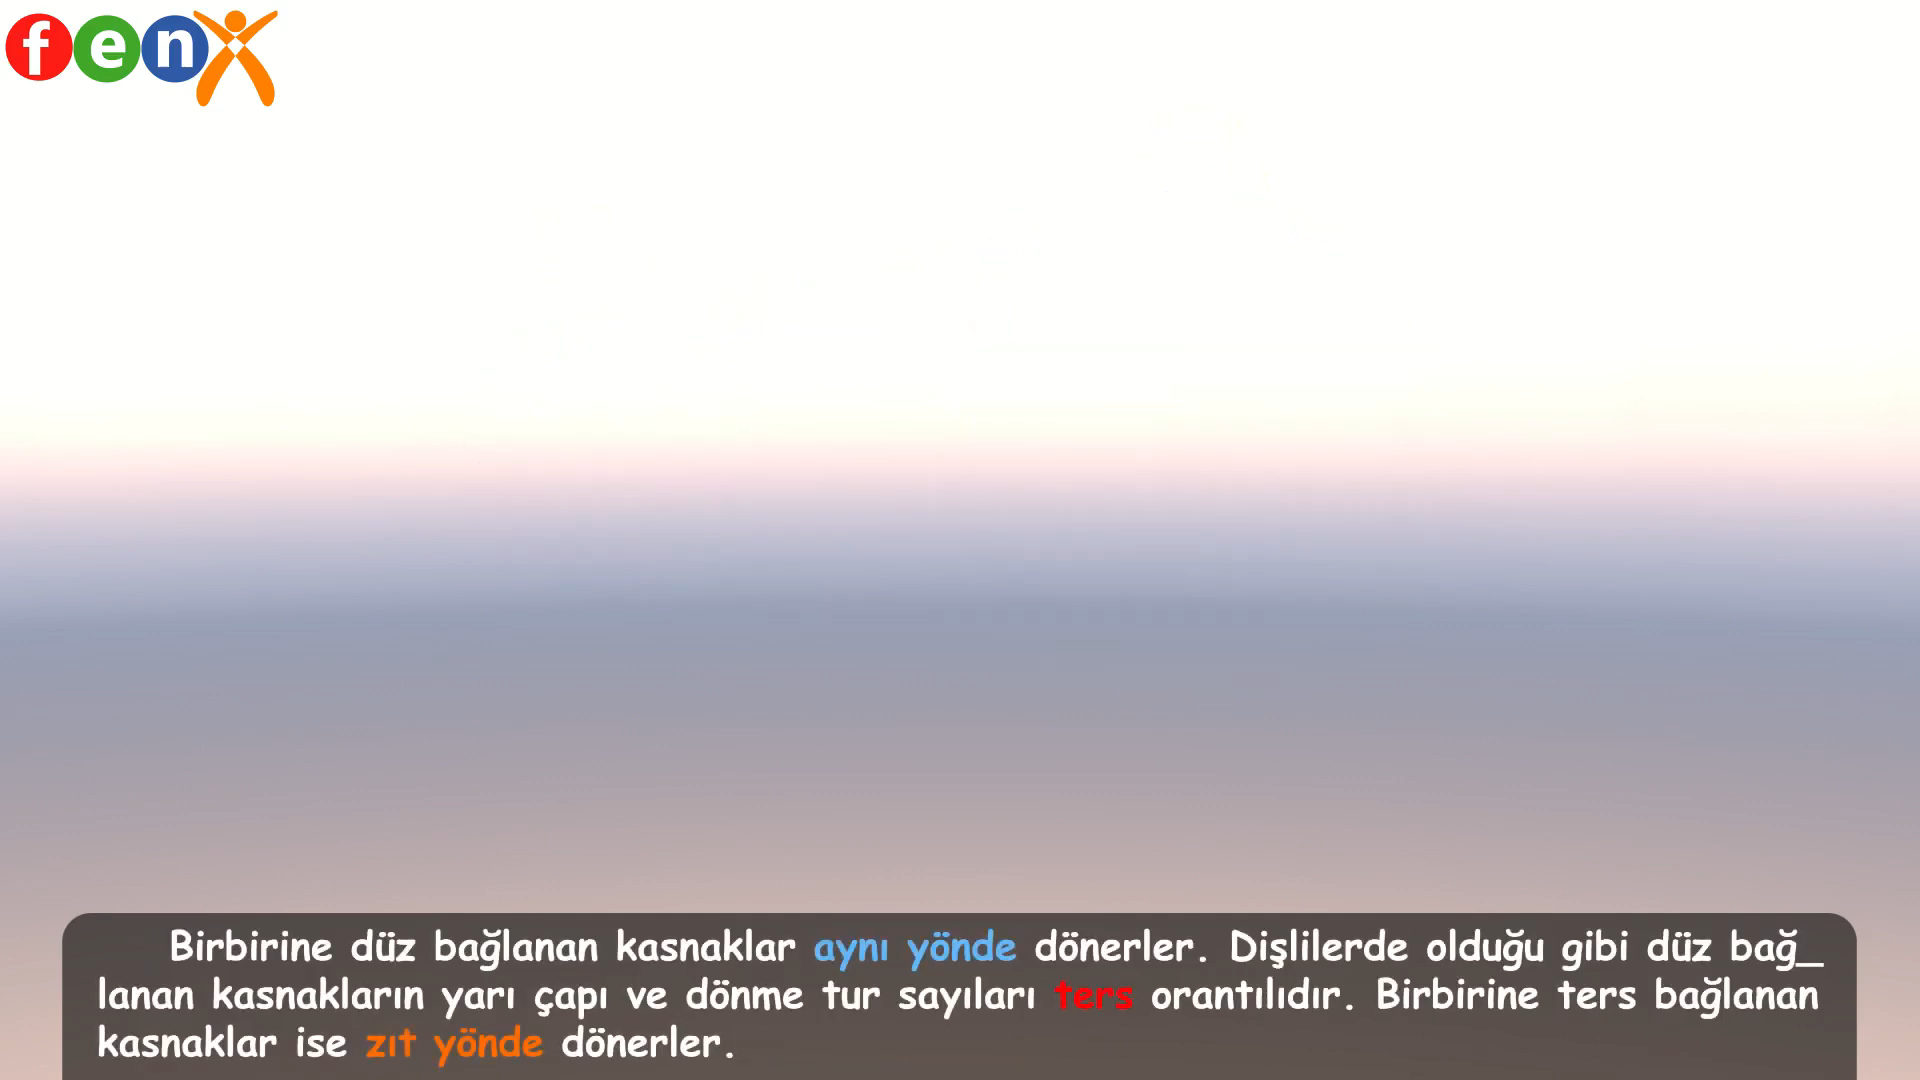 fenX
Birbirine düz bağlanan kasnaklar aynı yönde dönerler. Dişlilerde olduğu gibi düz bağ_
lanan kasnakların yarı çapı ve dönme tur sayıları ters orantılıdır. Birbirine ters bağlanan
kasnaklar ise zıt yönde dönerler.